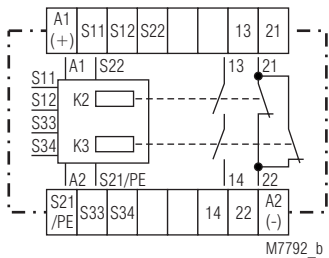 A1 (+) S11 S12 S22 13 21
A1 S22 13 21
S11
S12
S33
S34
K2
K3
A2 S21/PE 14 22
S21 /PE S33 S34 14 22 A2 (-)
M7792_b